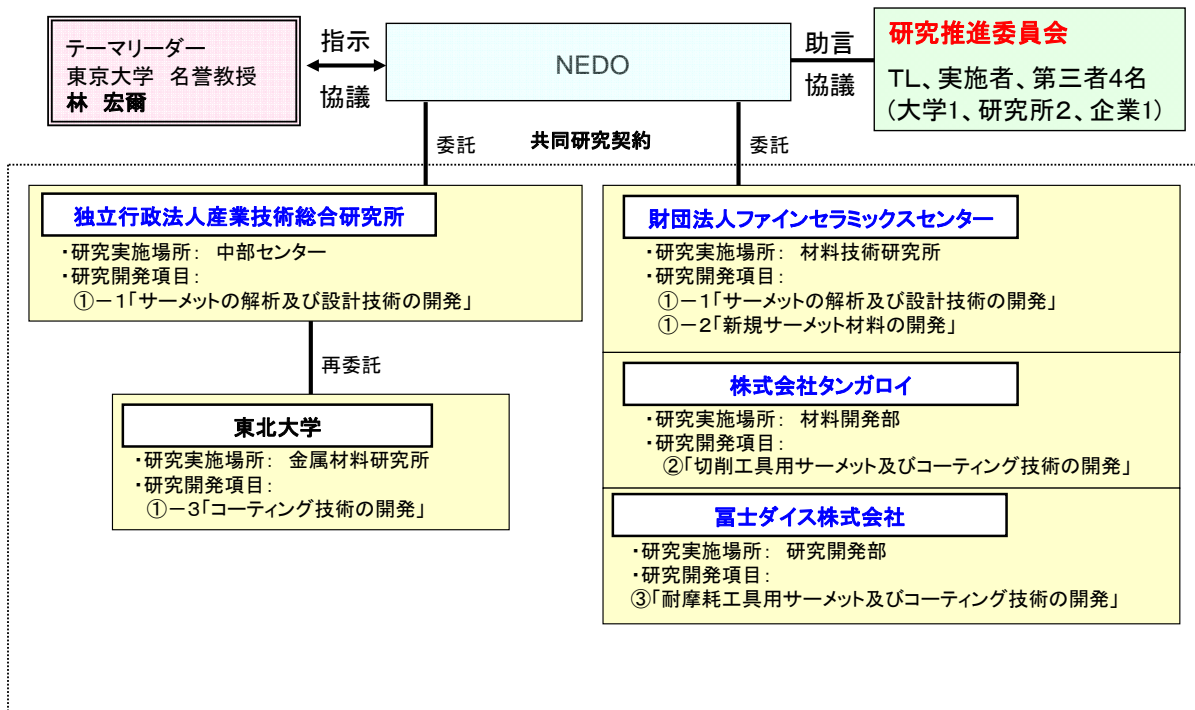 テーマリーダー
東京大学 名誉教授
林 宏爾
指示
協議
NEDO
助言
協議
研究推進委員会
TL、実施者、第三者4名
(大学1、研究所2、企業1)
委託
共同研究契約
委託
独立行政法人産業技術総合研究所
・研究実施場所: 中部センター
・研究開発項目:
①－1「サーメットの解析及び設計技術の開発」
再委託
東北大学
・研究実施場所: 金属材料研究所
・研究開発項目:
①－3「コーティング技術の開発」
財団法人ファインセラミックスセンター
・研究実施場所: 材料技術研究所
・研究開発項目:
①－1「サーメットの解析及び設計技術の開発」
①－2「新規サーメット材料の開発」
株式会社タンガロイ
・研究実施場所: 材料開発部
・研究開発項目:
②「切削工具用サーメット及びコーティング技術の開発」
冨士ダイス株式会社
・研究実施場所: 研究開発部
・研究開発項目:
③「耐摩耗工具用サーメット及びコーティング技術の開発」